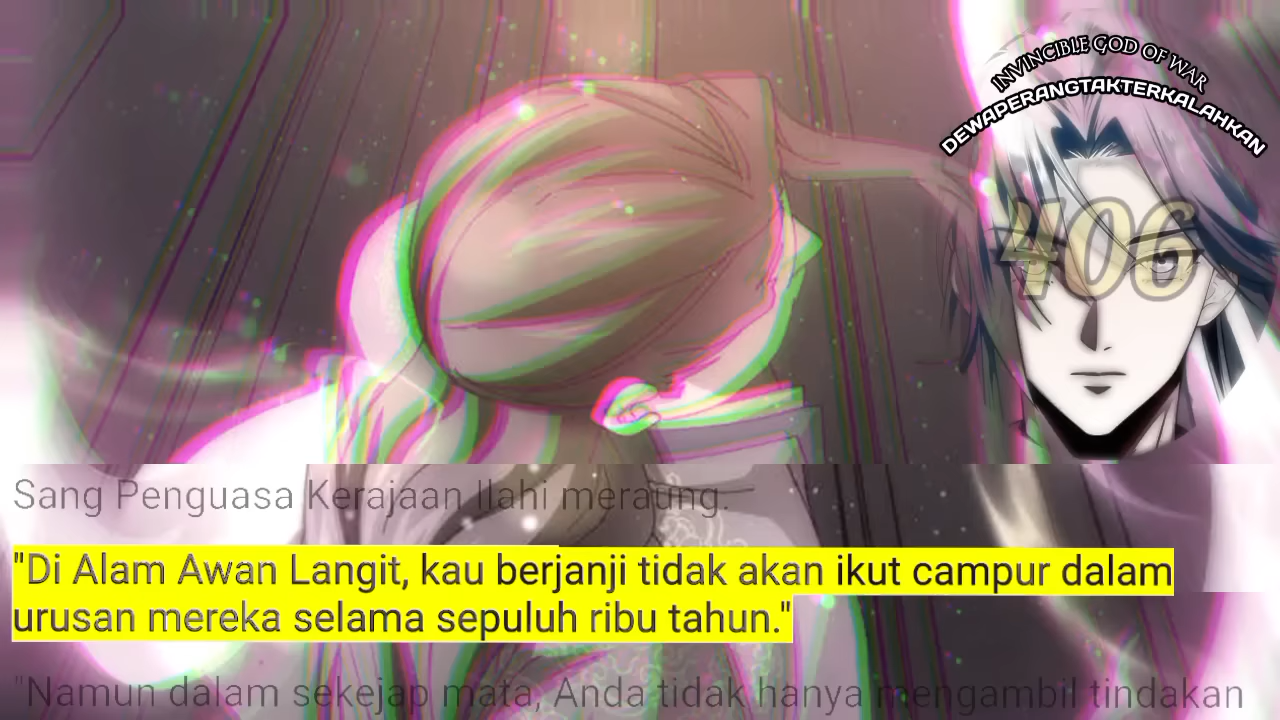 INVINCIBLE GOD OF WAR
DEWAPERANGTAKTERKALAHKAN
406
Sang Penguasa Kerajaan Ilahi meraung.
"Di Alam Awan Langit, kau berjanji tidak akan ikut campur dalam
urusan mereka selama sepuluh ribu tahun."
"Namun dalam sekejap mata, Anda tidak hanya mengambil tindakan